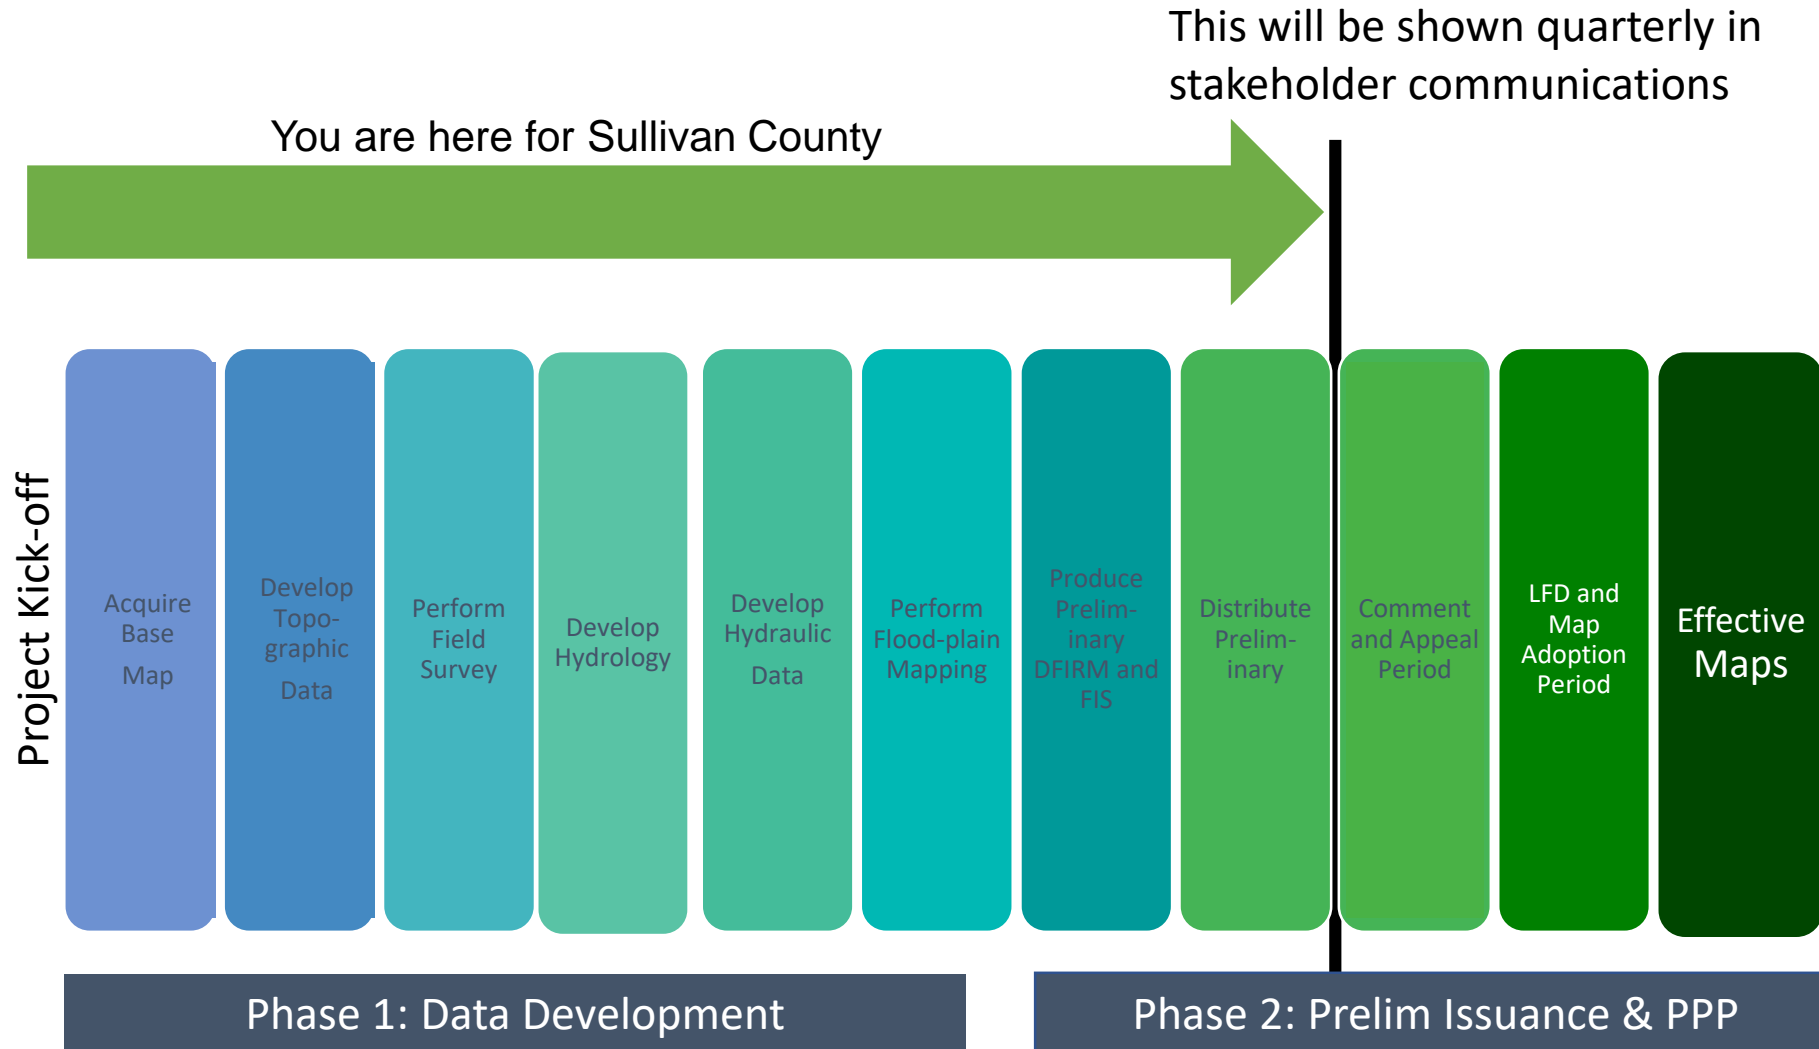 This will be shown quarterly in
stakeholder communications
You are here for Sullivan County
Project Kick-off
Acquire
Base
Map
Develop
Topo-
graphic
Data
Perform
Field
Survey
Develop
Hydrology
Develop
Hydraulic
Data
Perform
Flood-plain
Mapping
Produce
Prelim-
inary
DFIRM and
FIS
Distribute
Prelim-
inary
Comment
and Appeal
Period
LFD and
Map
Adoption
Period
Effective
Maps
Phase 1: Data Development
Phase 2: Prelim Issuance & PPP